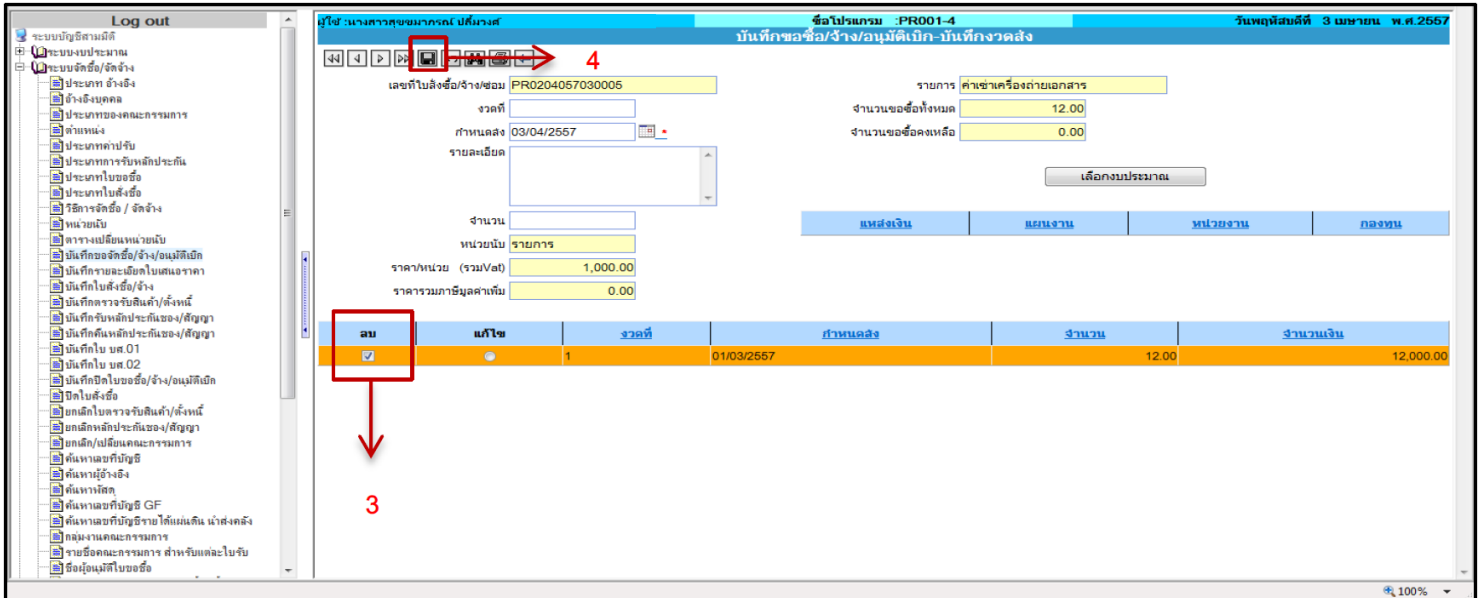 Log out
ระบบบัญชีสามมิติ
ระบบงบประมาณ
ระบบจัดซื้อ/จัดจ้าง
ประเภท อ้างอิง
อ้างอิงบุคคล
ประเภทของคณะกรรมการ
ตำแหน่ง
ประเภทค่าปรับ
ประเภทการรับหลักประกัน
ประเภทใบขอซื้อ
ประเภทใบสั่งซื้อ
วิธีการจัดซื้อ / จัดจ้าง
หน่วยนับ
ตารางเปลี่ยนหน่วยนับ
บันทึกขอจัดซื้อ/จ้าง/อนุมัติเบิก
บันทึกรายละเอียดใบเสนอราคา
บันทึกใบสั่งซื้อ/จ้าง
บันทึกตรวจรับสินค้า/ตั้งหนี้
บันทึกรับหลักประกันซอง/สัญญา
บันทึกคืนหลักประกันซอง/สัญญา
บันทึกใบ บศ.01
บันทึกใบ บศ.02
บันทึกปิดใบขอซื้อ/จ้าง/อนุมัติเบิก
ปิดใบสั่งซื้อ
ยกเลิกใบตรวจรับสินค้า/ตั้งหนี้
ยกเลิกหลักประกันซอง/สัญญา
ยกเลิก/เปลี่ยนคณะกรรมการ
ค้นหาเลขที่บัญชี
ค้นหาผู้อ้างอิง
ค้นหาพัสดุ
ค้นหาเลขที่บัญชี GF
ค้นหาเลขที่บัญชีรายได้แผ่นดิน นำส่งคลัง
กลุ่มงานคณะกรรมการ
รายชื่อคณะกรรมการ สำหรับแต่ละใบรับ
ชื่อผู้อนุมัติใบขอซื้อ
ผู้ใช้ :นางสาวสุขุมาภรณ์ ชื่อโปรแกรม :PR001-4 วันพฤหัสบดีที่ 3 เมษายน พ.ศ.2557
บันทึกขอซื้อ/จ้าง/อนุมัติเบิก-บันทึกงวดส่ง
4
เลขที่ใบสั่งซื้อ/จ้าง/ซ่อม PR0204057030005 รายการ ค่าเช่าเครื่องถ่ายเอกสาร
งวดที่ จำนวนขอซื้อทั้งหมด 12.00
กำหนดส่ง 03/04/2557 * จำนวนขอซื้อคงเหลือ 0.00
รายละเอียด
เลือกงบประมาณ
จำนวน แหล่งเงิน แผนงาน หน่วยงาน กองทุน
หน่วยนับ รายการ
ราคา/หน่วย (รวมVat) 1,000.00
ราคารวมภาษีมูลค่าเพิ่ม 0.00
ลบ แก้ไข งวดที่ กำหนดส่ง จำนวน จำนวนเงิน
1 01/03/2557 12.00 12,000.00
3
100%